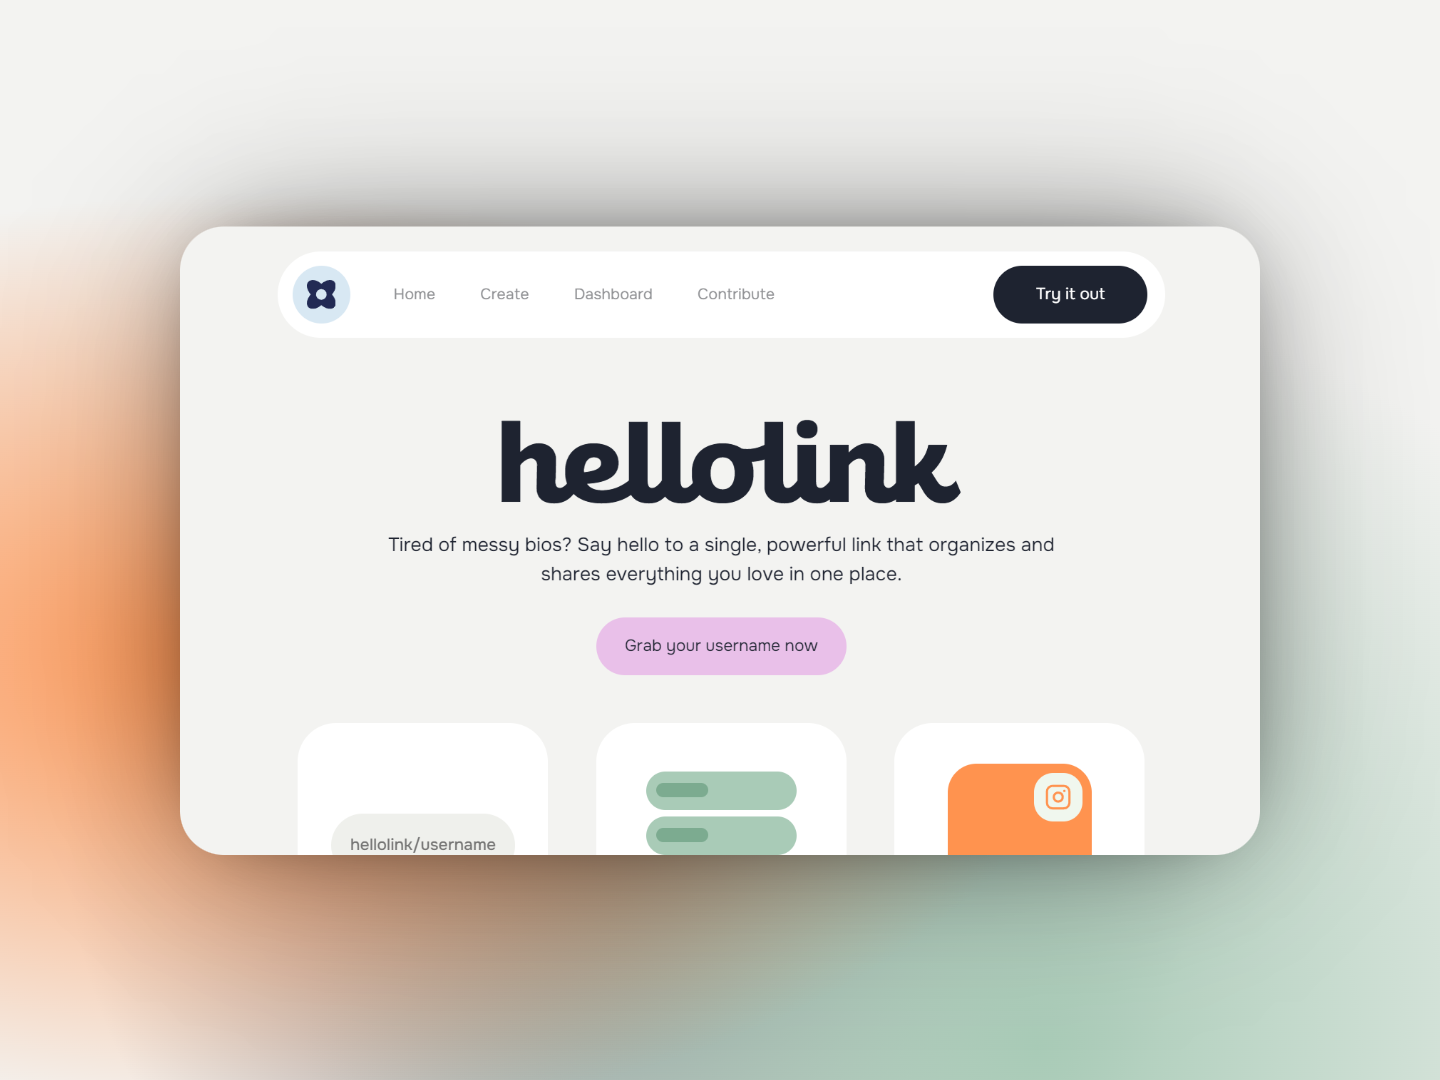 Home Create Dashboard Contribute Try it out
hellolink
Tired of messy bios? Say hello to a single, powerful link that organizes and
shares everything you love in one place.
Grab your username now
hellolink/username